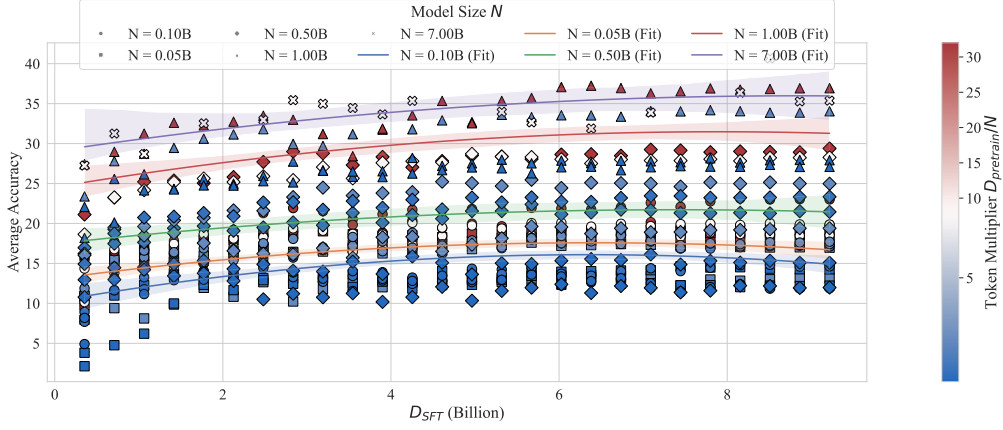 Model Size N
N = 0.10B N = 0.50B N = 7.00B N = 0.05B (Fit) N = 1.00B (Fit)
N = 0.05B N = 1.00B N = 0.10B (Fit) N = 0.50B (Fit) N = 7.00B (Fit)
Average Accuracy
40
35
30
25
20
15
10
5
0 2 4 6 8
D_SFT (Billion)
30
20
15
10
5
Token Multiplier D_pretrain/N